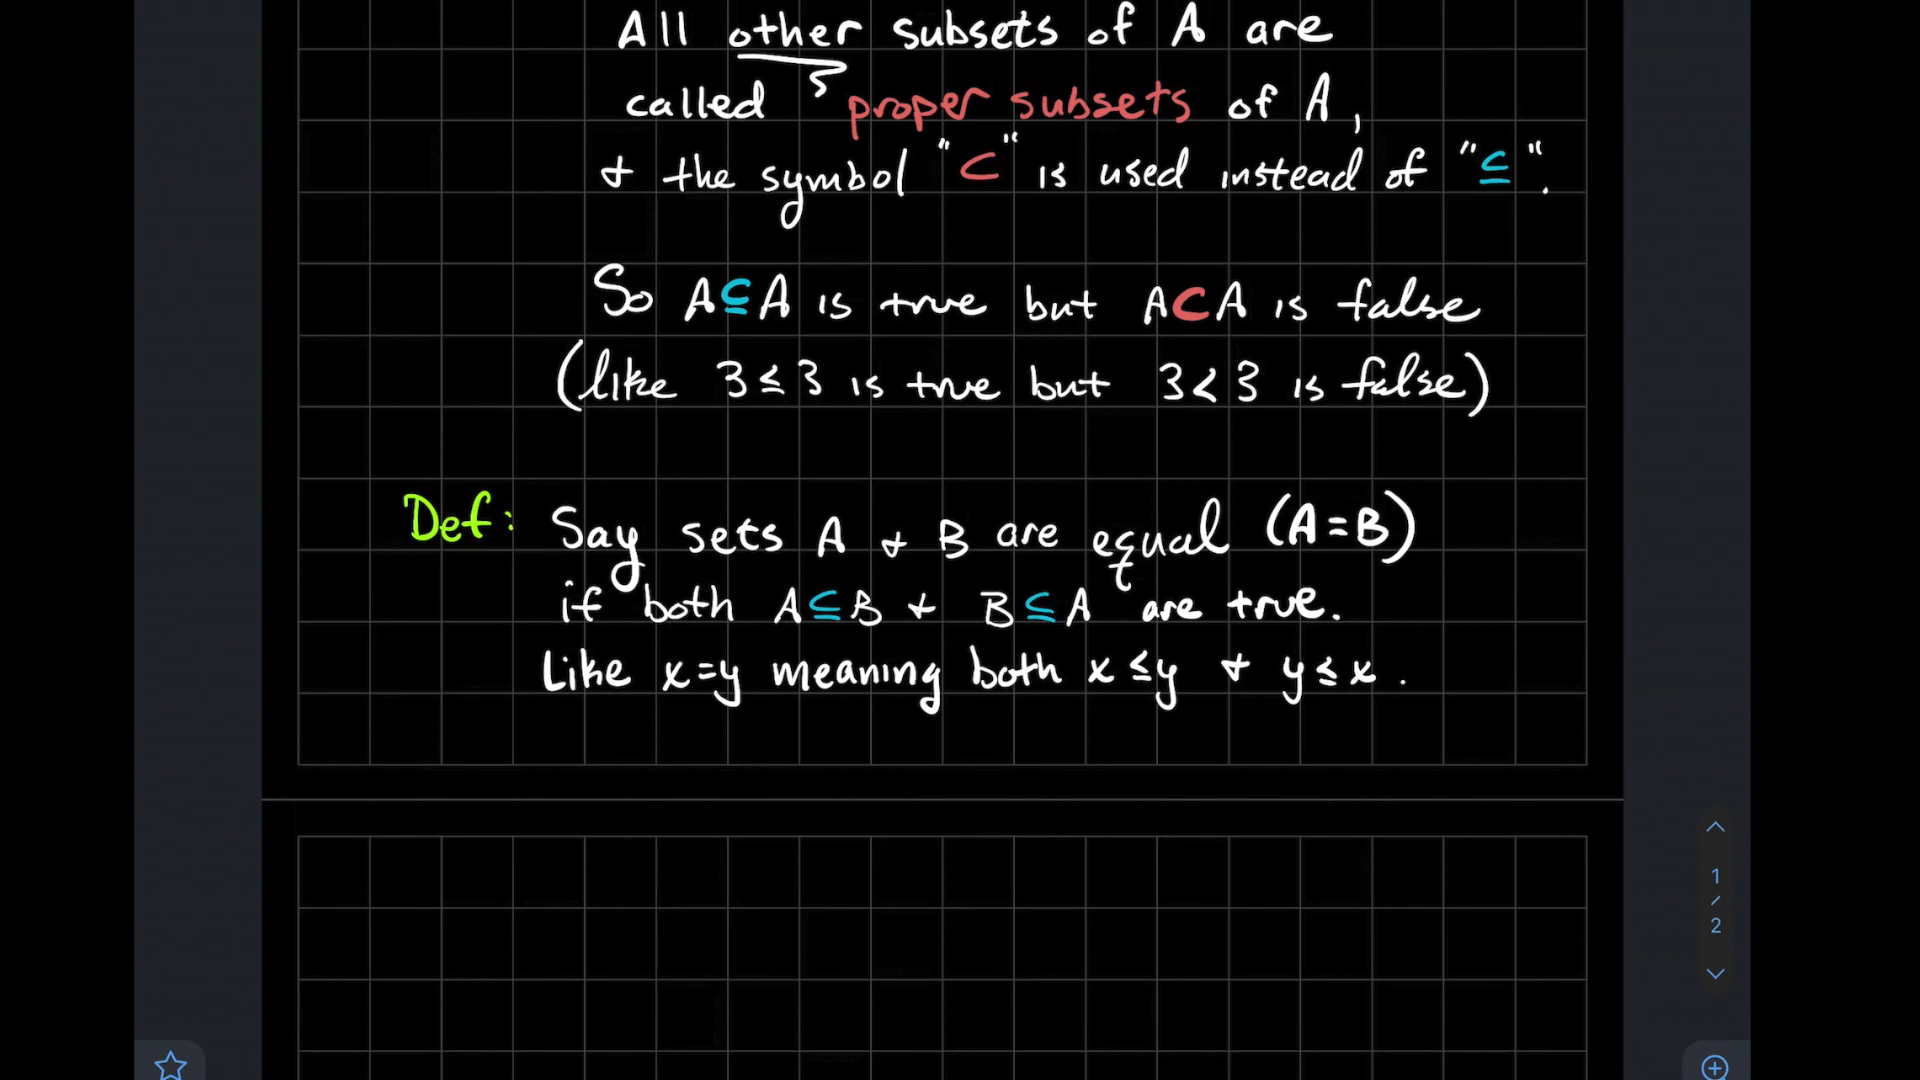 All other subsets of A are
called proper subsets of A,
+ the symbol "⊂" is used instead of "⊆".
So A⊆A is true but A⊂A is false
(like 3≤3 is true but 3<3 is false)
Def: Say sets A + B are equal (A=B)
if both A⊆B + B⊆A are true.
Like x=y meaning both x≤y + y≤x.
1
/
2